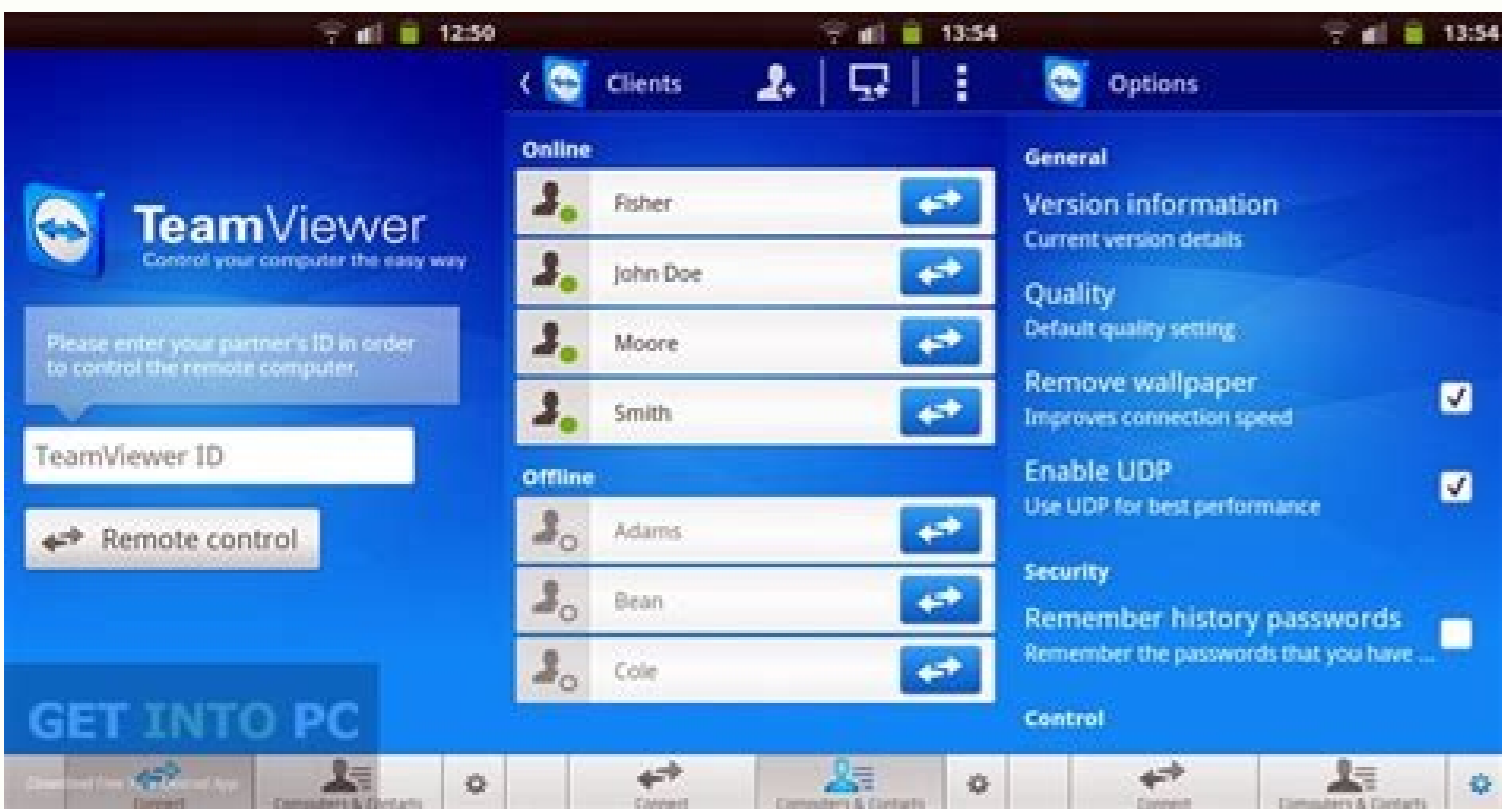 12:50
TeamViewer
Control your computer the easy way
Please enter your partner's ID in order
to control the remote computer.
TeamViewer ID
Remote control
GET INTO PC
Connect
Computers & Contacts
13:54
Clients
Online
Fisher
John Doe
Moore
Smith
Offline
Adams
Bean
Cole
Connect
Computers & Contacts
13:54
Options
General
Version information
Current version details
Quality
Default quality setting
Remove wallpaper
Improves connection speed
Enable UDP
Use UDP for best performance
Security
Remember history passwords
Remember the passwords that you have ...
Control
Connect
Computers & Contacts